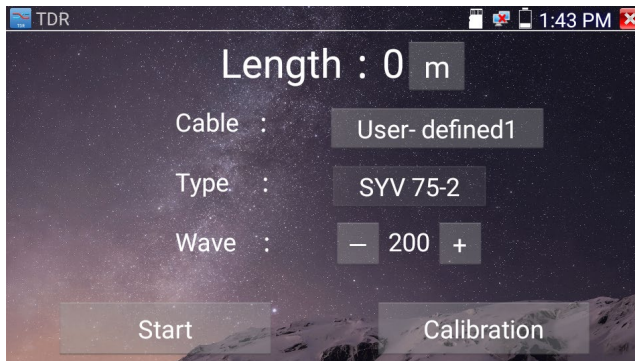 TDR 1:43 PM
Length : 0 m
Cable : User- defined1
Type : SYV 75-2
Wave : — 200 +
Start Calibration